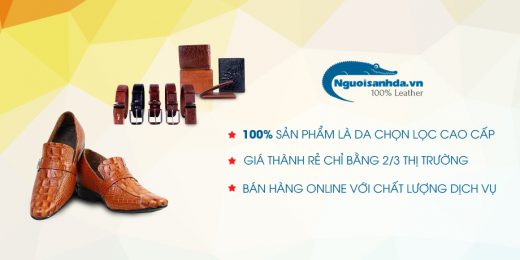 Nguoisanhda.vn
100% Leather
100% SẢN PHẨM LÀ DA CHỌN LỌC CAO CẤP
GIÁ THÀNH RẺ CHỈ BẰNG 2/3 THỊ TRƯỜNG
BÁN HÀNG ONLINE VỚI CHẤT LƯỢNG DỊCH VỤ